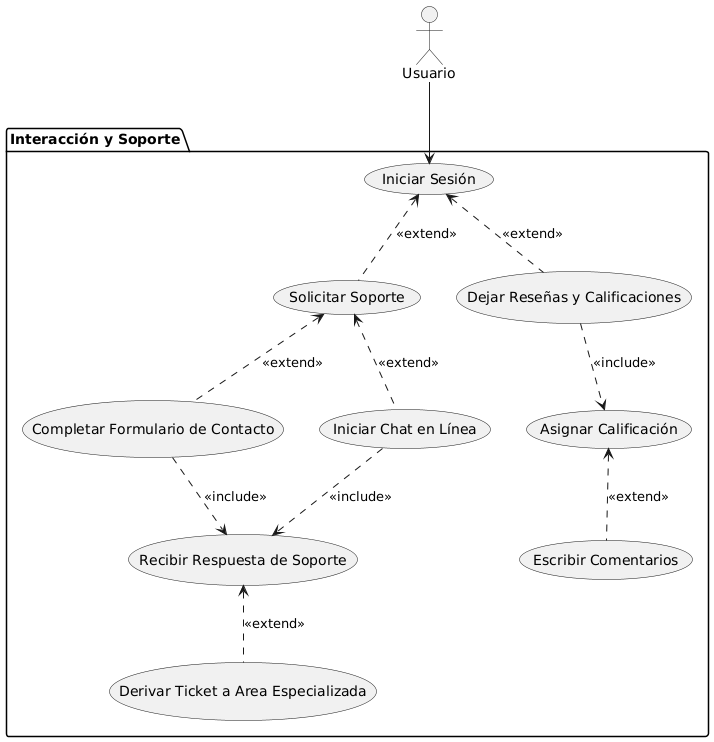 Usuario
Interacción y Soporte
Iniciar Sesión
«extend»
«extend»
Solicitar Soporte
Dejar Reseñas y Calificaciones
«extend»
«extend»
«include»
Completar Formulario de Contacto
Iniciar Chat en Línea
Asignar Calificación
«include»
«include»
«extend»
Recibir Respuesta de Soporte
Escribir Comentarios
«extend»
Derivar Ticket a Area Especializada